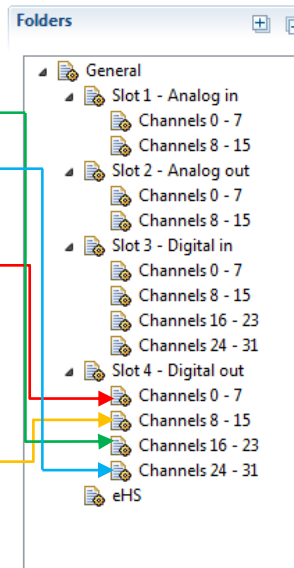 Folders
General
Slot 1 - Analog in
Channels 0 - 7
Channels 8 - 15
Slot 2 - Analog out
Channels 0 - 7
Channels 8 - 15
Slot 3 - Digital in
Channels 0 - 7
Channels 8 - 15
Channels 16 - 23
Channels 24 - 31
Slot 4 - Digital out
Channels 0 - 7
Channels 8 - 15
Channels 16 - 23
Channels 24 - 31
eHS